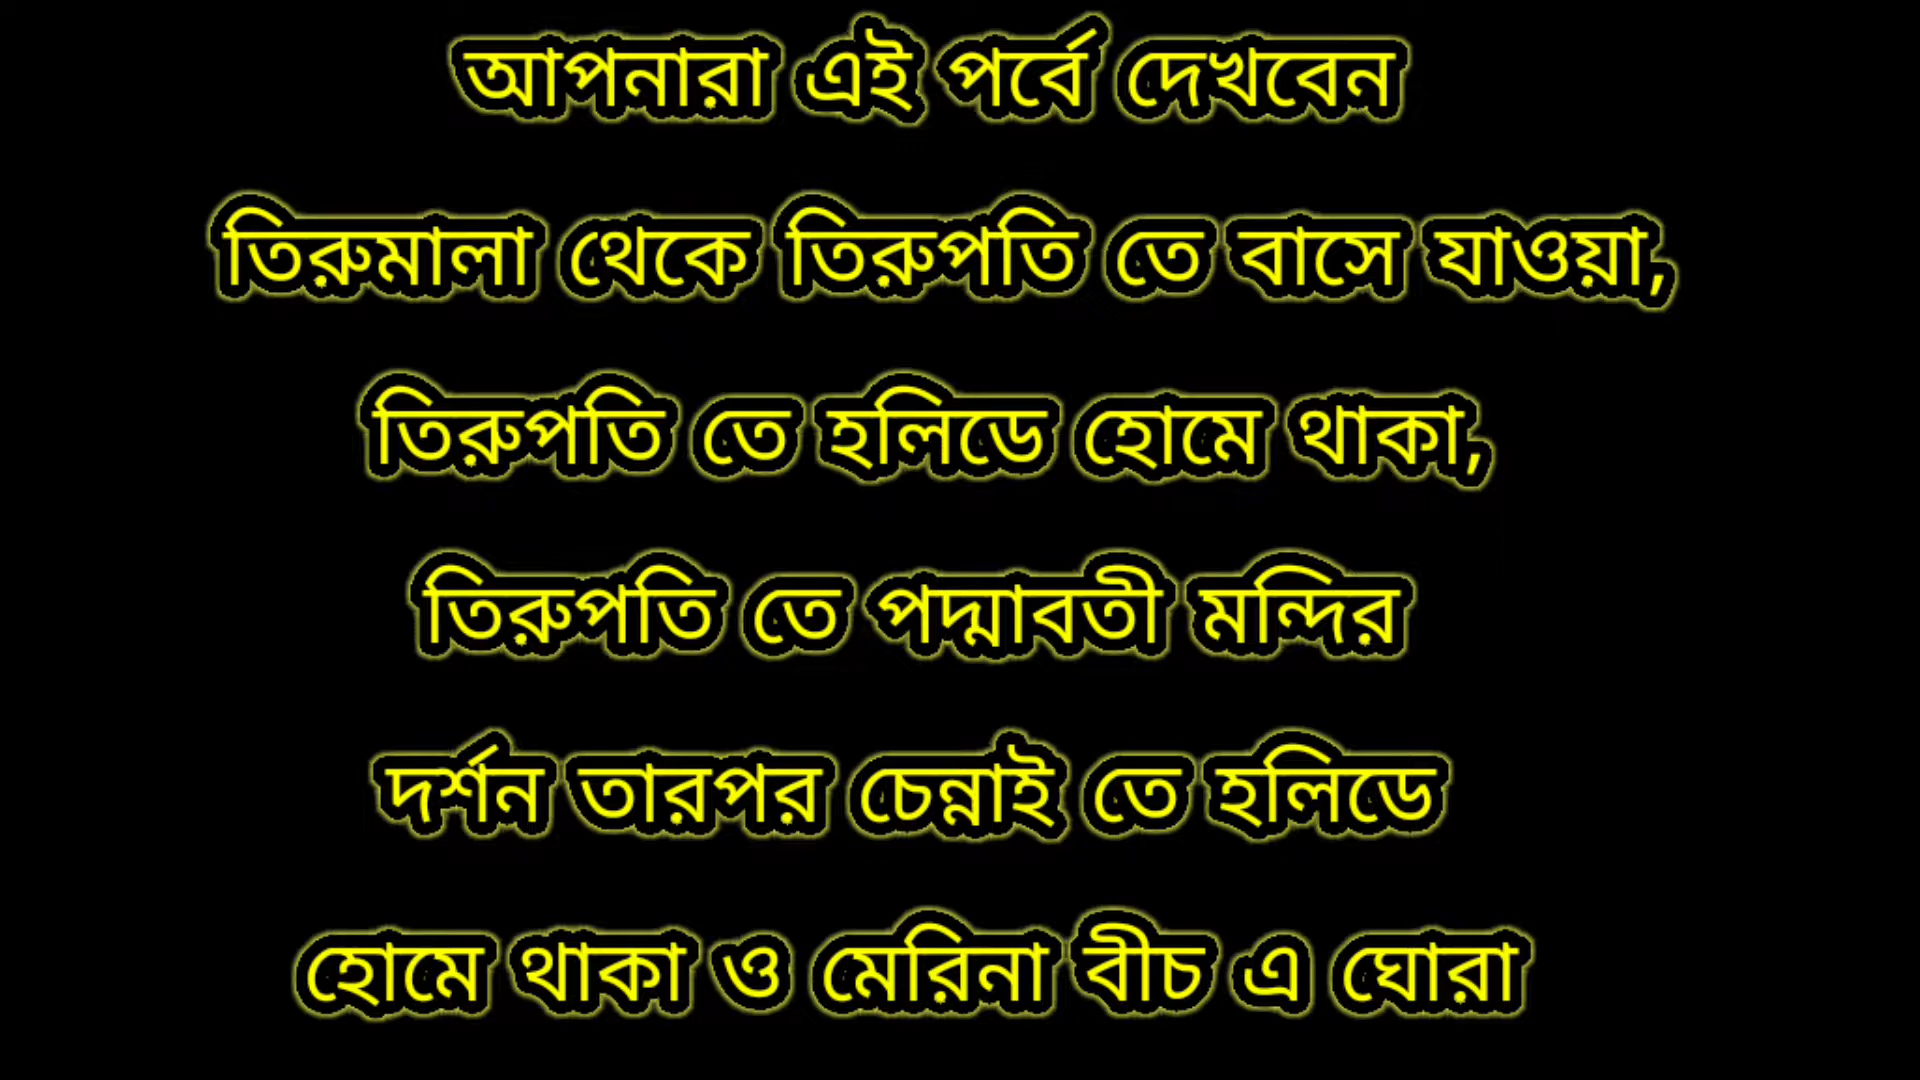 আপনারা এই পর্বে দেখবেন
তিরুমালা থেকে তিরুপতি তে বাসে যাওয়া,
তিরুপতি তে হলিডে হোমে থাকা,
তিরুপতি তে পদ্মাবতী মন্দির
দর্শন তারপর চেন্নাই তে হলিডে
হোমে থাকা ও মেরিনা বীচ এ ঘোরা